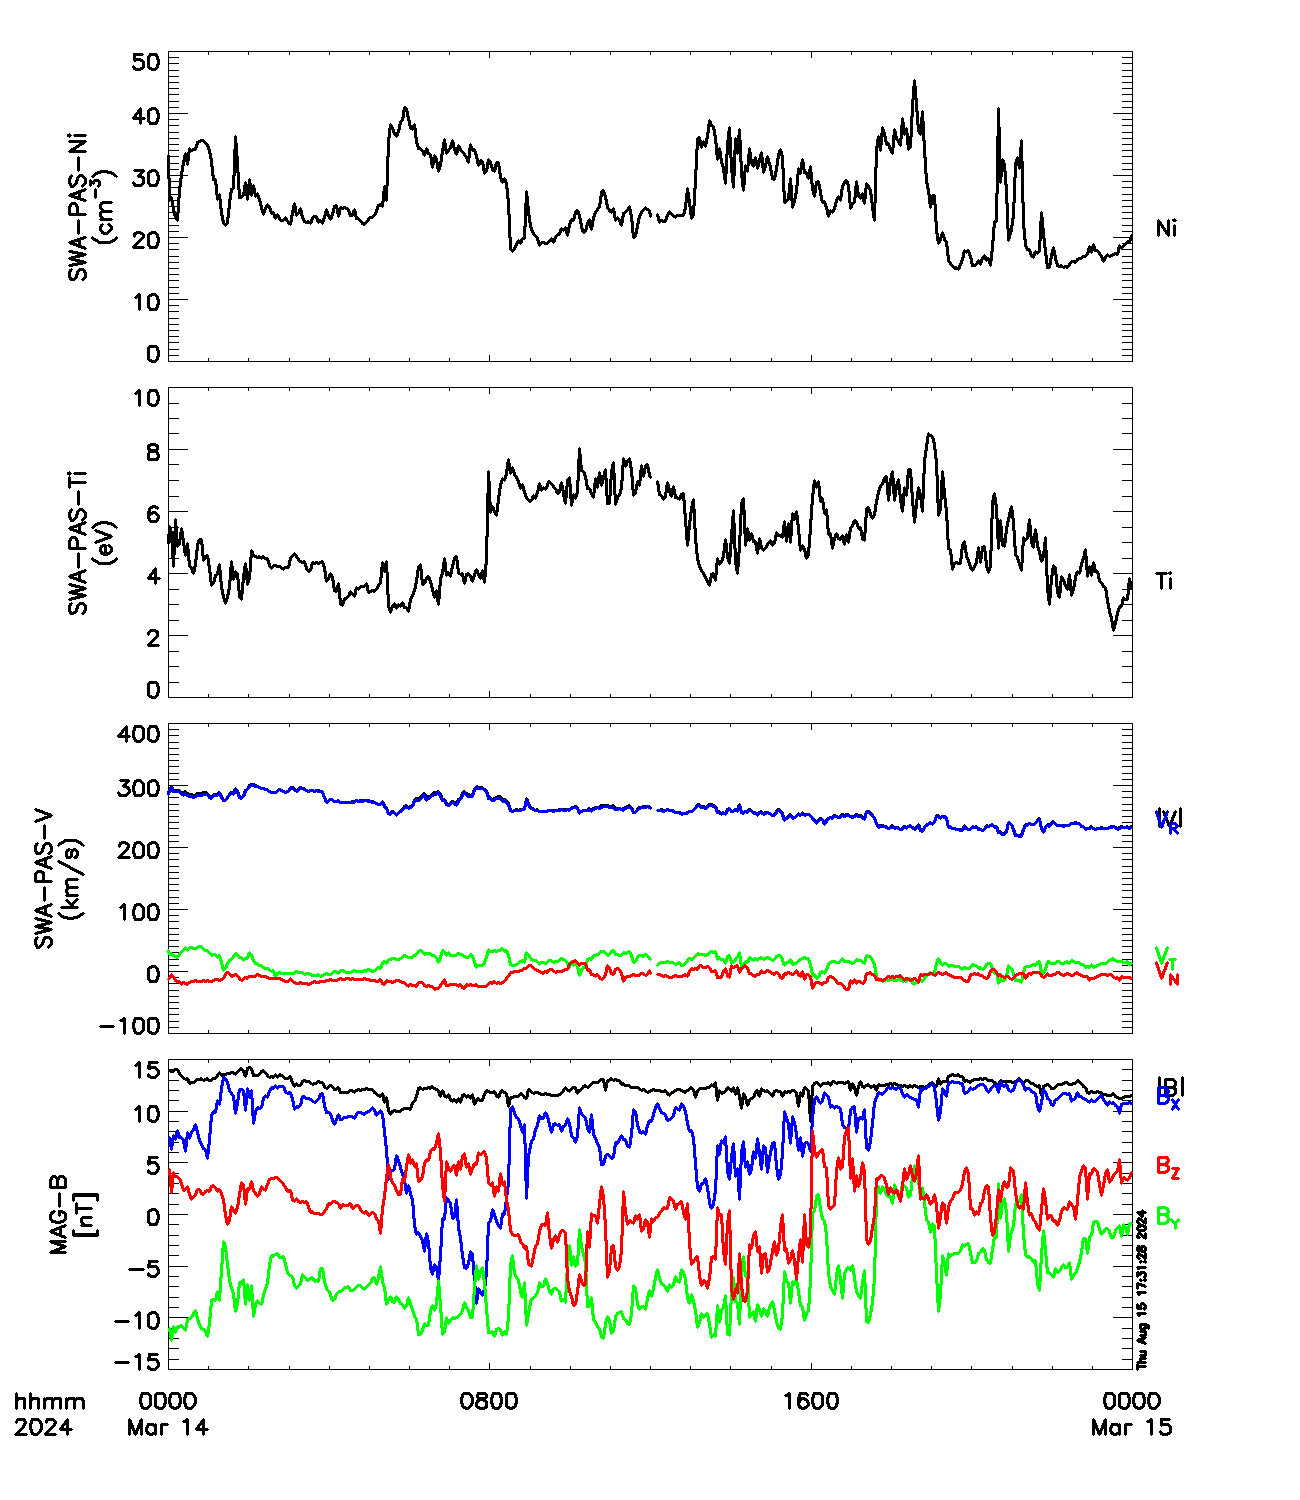 SWA-PAS-Ni
(cm⁻³)
50
40
30
20
10
0
Ni
SWA-PAS-Ti
(eV)
10
8
6
4
2
0
Ti
SWA-PAS-V
(km/s)
400
300
200
100
0
-100
|V|
V_R
V_T
V_N
MAG-B
[nT]
15
10
5
0
-5
-10
-15
|B|
B_X
B_Z
B_Y
Thu Aug 15 17:31:28 2024
hhmm 0000 0800 1600 0000
2024 Mar 14 Mar 15